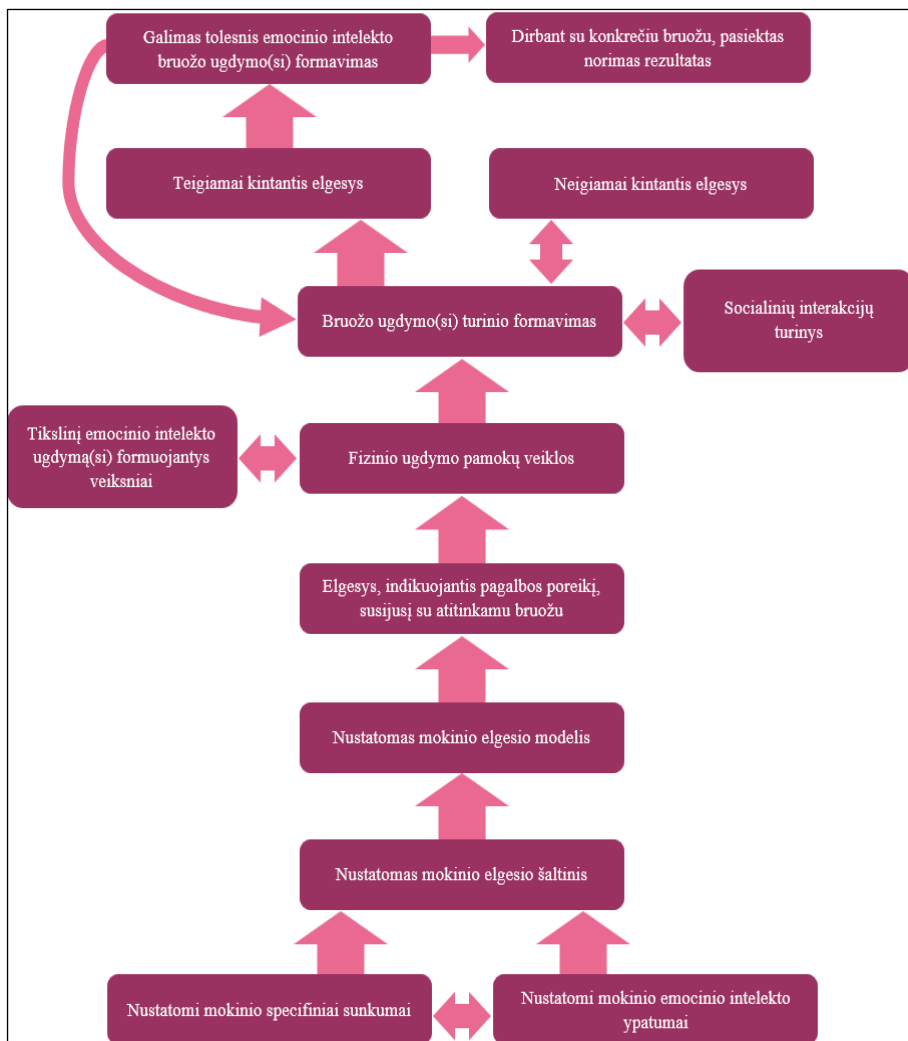 Galimas tolesnis emocinio intelekto
bruožo ugdymo(si) formavimas
Dirbant su konkrečiu bruožu, pasiektas
norimas rezultatas
Teigiamai kintantis elgesys
Neigiamai kintantis elgesys
Bruožo ugdymo(si) turinio formavimas
Socialinių interakcijų
turinys
Tikslinį emocinio intelekto
ugdymą(si) formuojantys
veiksniai
Fizinio ugdymo pamokų veiklos
Elgesys, indikuojantis pagalbos poreikį,
susijusį su atitinkamu bruožu
Nustatomas mokinio elgesio modelis
Nustatomas mokinio elgesio šaltinis
Nustatomi mokinio specifiniai sunkumai
Nustatomi mokinio emocinio intelekto
ypatumai